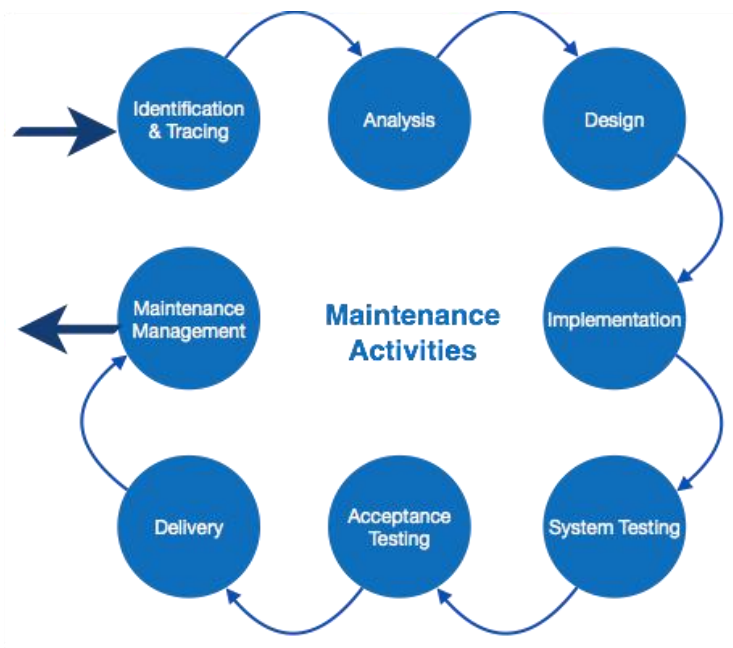 Identification
& Tracing
Analysis
Design
Maintenance
Management
Maintenance
Activities
Implementation
Delivery
Acceptance
Testing
System Testing